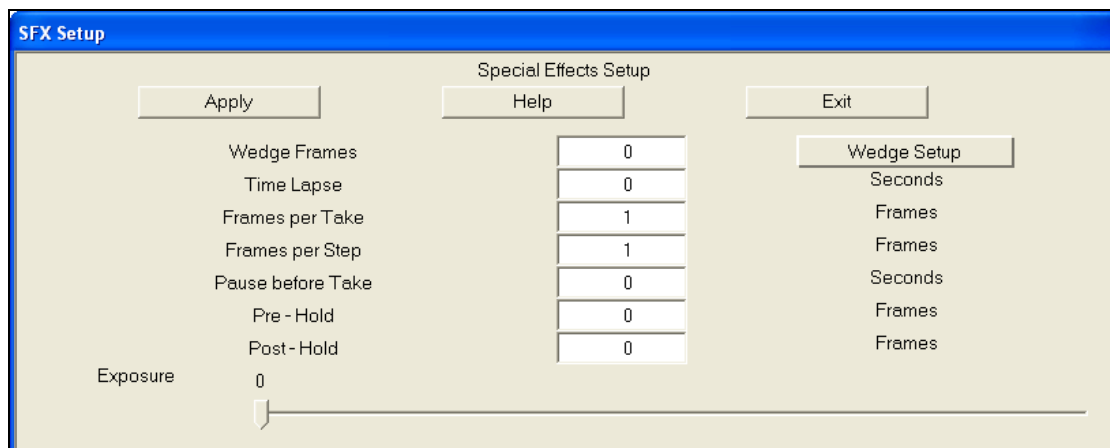 SFX Setup
Special Effects Setup
Apply Help Exit
Wedge Frames 0 Wedge Setup
Time Lapse 0 Seconds
Frames per Take 1 Frames
Frames per Step 1 Frames
Pause before Take 0 Seconds
Pre - Hold 0 Frames
Post - Hold 0 Frames
Exposure 0